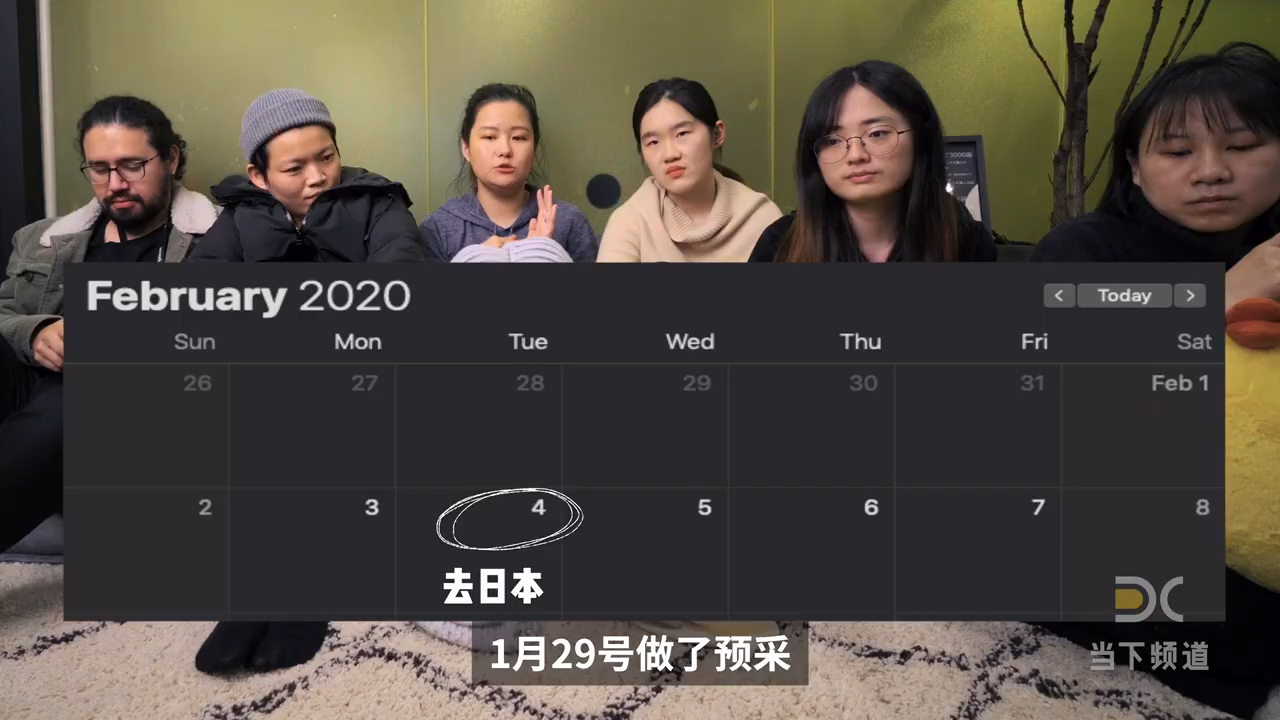 February 2020
< Today >
Sun Mon Tue Wed Thu Fri Sat
26 27 28 29 30 31 Feb 1
2 3 4 5 6 7 8
去日本
1月29号做了预采
DC
当下频道